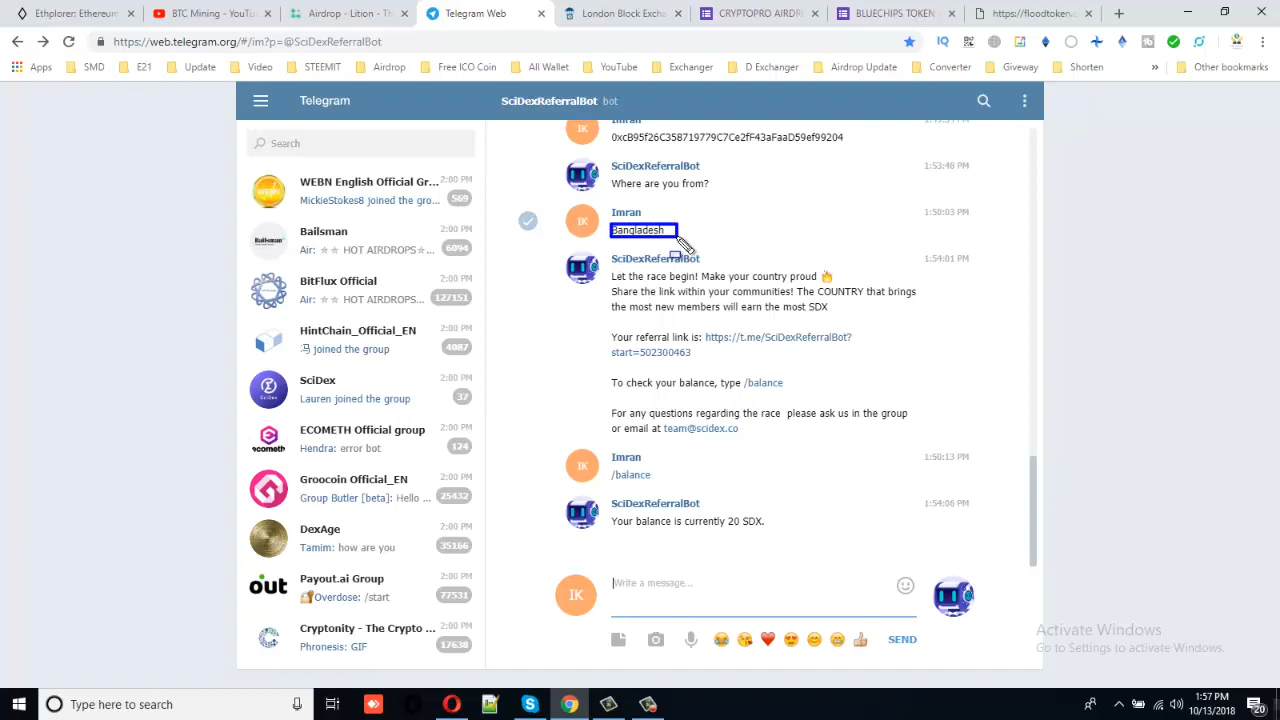 Ethplorer Ethereum
BTC Mining - YouTub
Airdrop - Litens -
Telegram Web
London Block Exchan
CRYPTOPRO AIRDR
BLUECHIPS TOKEN
https://floodtoken
https://web.telegram.org/#/im?p=@SciDexReferralBot
IQ
Apps
SMD
E21
Update
Video
STEEMIT
Airdrop
Free ICO Coin
All Wallet
YouTube
Exchanger
D Exchanger
Airdrop Update
Converter
Giveway
Shorten
»
Other bookmarks
Telegram
SciDexReferralBot bot
Search
WEBN English Official Gr... 2:00 PM
MickieStokes8 joined the gro... 569
Bailsman 2:00 PM
Air: ☆☆ HOT AIRDROPS☆... 6094
BitFlux Official 2:00 PM
Air: ☆☆ HOT AIRDROPS... 127151
HintChain_Official_EN 2:00 PM
冯 joined the group 4087
SciDex 2:00 PM
Lauren joined the group 37
ECOMETH Official group 2:00 PM
Hendra: error bot 124
Groocoin Official_EN 2:00 PM
Group Butler [beta]: Hello ... 25432
DexAge 2:00 PM
Tamim: how are you 35166
Payout.ai Group 2:00 PM
Overdose: /start 77531
Cryptonity - The Crypto ... 2:00 PM
Phronesis: GIF 17638
Imran
0xcB95f26C358719779C7Ce2fF43aFaaD59ef99204
SciDexReferralBot 1:53:48 PM
Where are you from?
Imran 1:50:03 PM
Bangladesh
SciDexReferralBot 1:54:01 PM
Let the race begin! Make your country proud 🔥
Share the link within your communities! The COUNTRY that brings
the most new members will earn the most SDX
Your referral link is: https://t.me/SciDexReferralBot?
start=502300463
To check your balance, type /balance
For any questions regarding the race please ask us in the group
or email at team@scidex.co
Imran 1:50:13 PM
/balance
SciDexReferralBot 1:54:06 PM
Your balance is currently 20 SDX.
IK
Write a message...
SEND
Activate Windows
Go to Settings to activate Windows.
Type here to search
1:57 PM
10/13/2018
20